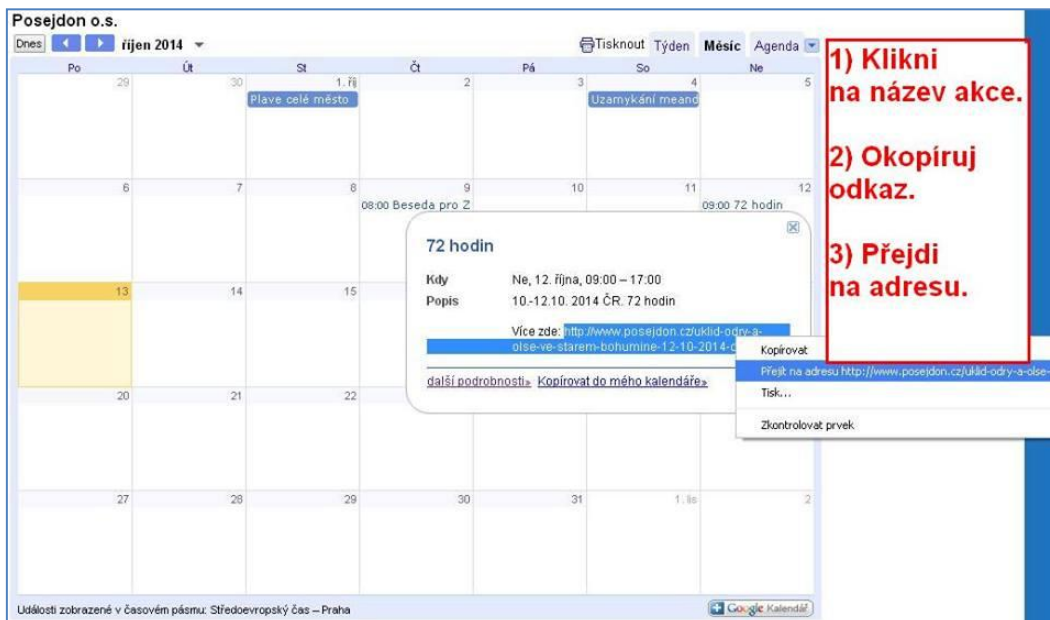 Posejdon o.s.
Dnes říjen 2014 Tisknout Týden Měsíc Agenda
Po Út St Čt Pá So Ne
29 30 1. říj 2 3 4 5
Plave celé město Uzamykání meand
6 7 8 9 10 11 12
08:00 Beseda pro Z 09:00 72 hodin
72 hodin
Kdy Ne, 12. října, 09:00 – 17:00
Popis 10.-12.10. 2014 ČR. 72 hodin
Více zde: http://www.posejdon.cz/uklid-odry-a-
olse-ve-starem-bohumine-12-10-2014-c
další podrobnosti» Kopírovat do mého kalendáře»
13 14 15
20 21 22
27 28 29 30 31 1. lis 2
Události zobrazené v časovém pásmu: Středoevropský čas – Praha
Google Kalendář
Kopírovat
Přejít na adresu http://www.posejdon.cz/uklid-odry-a-olse-
Tisk...
Zkontrolovat prvek
1) Klikni
na název akce.
2) Okopíruj
odkaz.
3) Přejdi
na adresu.